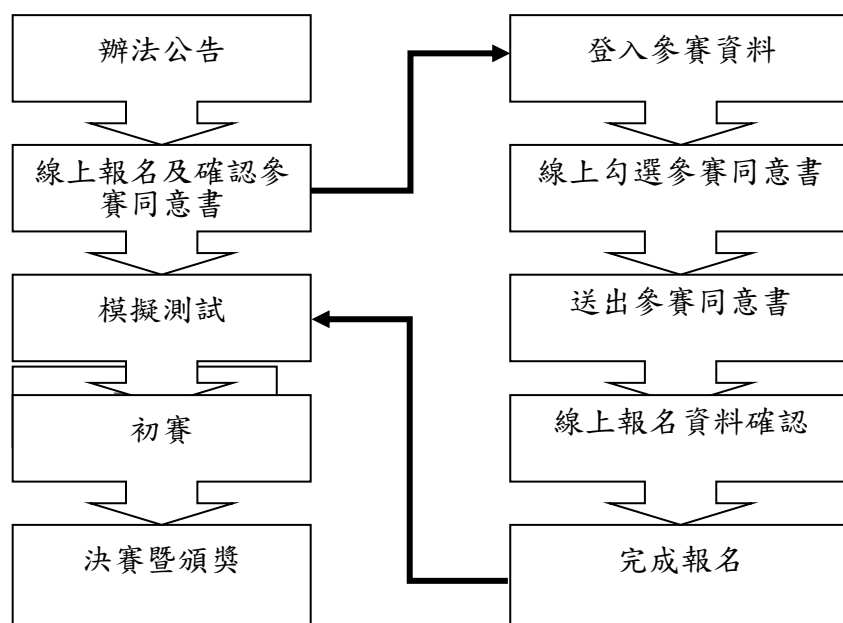 辦法公告
線上報名及確認參
賽同意書
模擬測試
初賽
決賽暨頒獎
登入參賽資料
線上勾選參賽同意書
送出參賽同意書
線上報名資料確認
完成報名